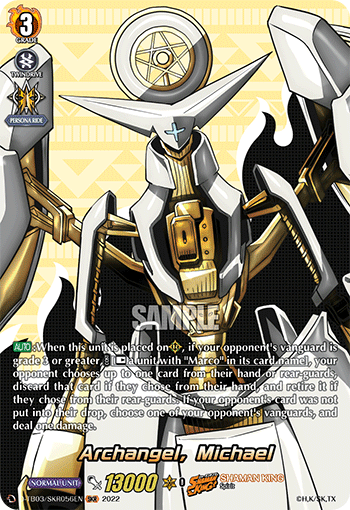 3
GRADE
TWINDRIVE
PERSONA RIDE
SAMPLE
AUTO:When this unit is placed on , if your opponent's vanguard is
grade 3 or greater, [ a unit with "Marco" in its card name], your
opponent chooses up to one card from their hand or rear-guards,
discard that card if they chose from their hand, and retire it if
they chose from their rear-guards. If your opponent's card was not
put into their drop, choose one of your opponent's vanguards, and
deal one damage.
Archangel, Michael
NORMAL UNIT 13000 SHAMAN KING SHAMAN KING
Spirit
TB03/SKR056EN 2022 ©H,K/SK,TX